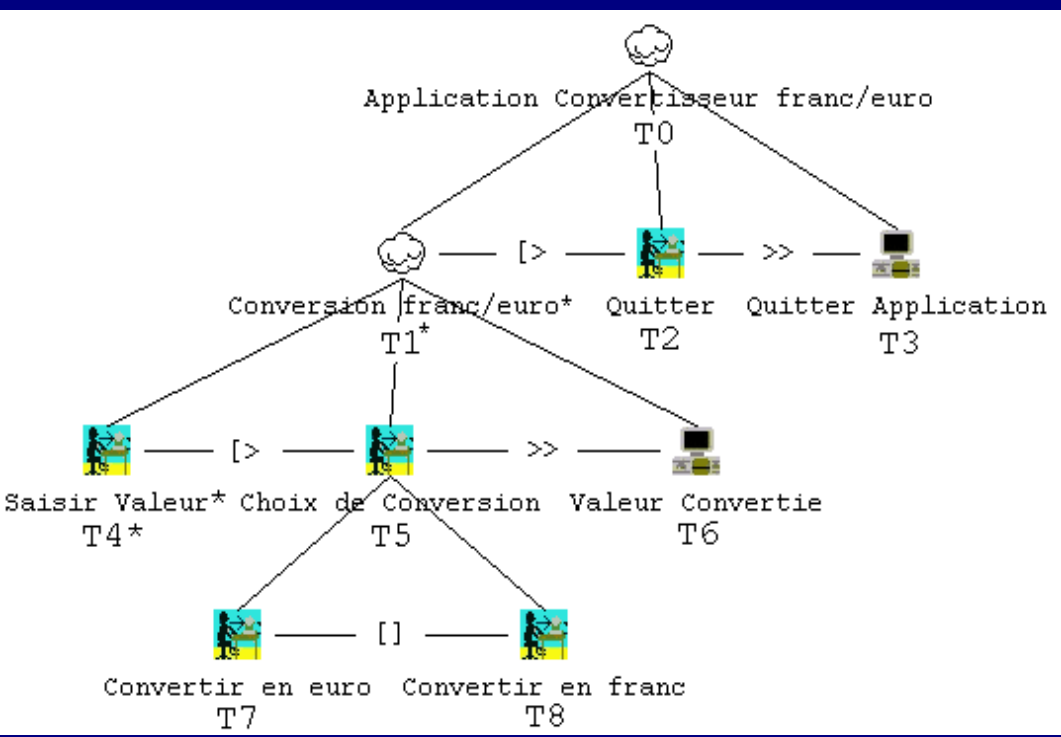 Application Convertisseur franc/euro
T0
[> >>
Conversion franc/euro* Quitter Quitter Application
T1* T2 T3
[> >>
Saisir Valeur* Choix de Conversion Valeur Convertie
T4* T5 T6
[]
Convertir en euro Convertir en franc
T7 T8